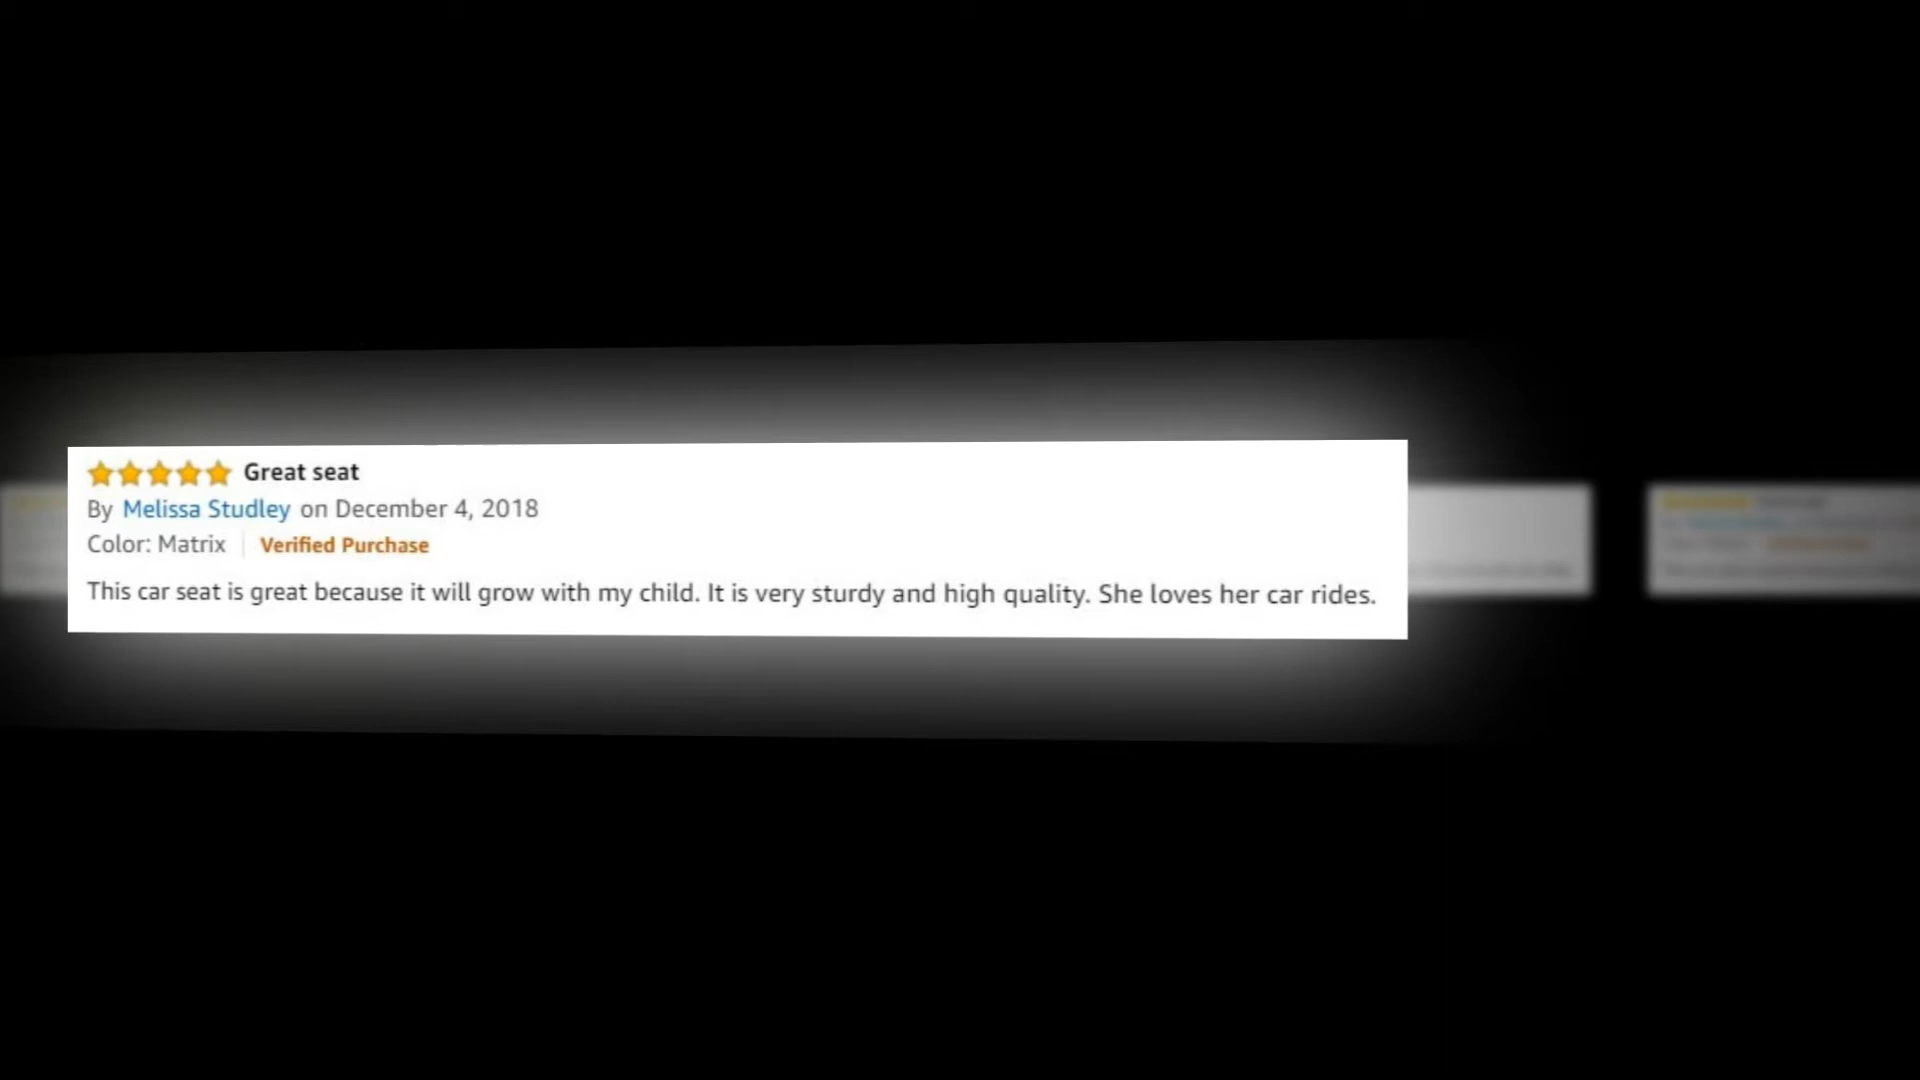 Great seat
By Melissa Studley on December 4, 2018
Color: Matrix Verified Purchase
This car seat is great because it will grow with my child. It is very sturdy and high quality. She loves her car rides.